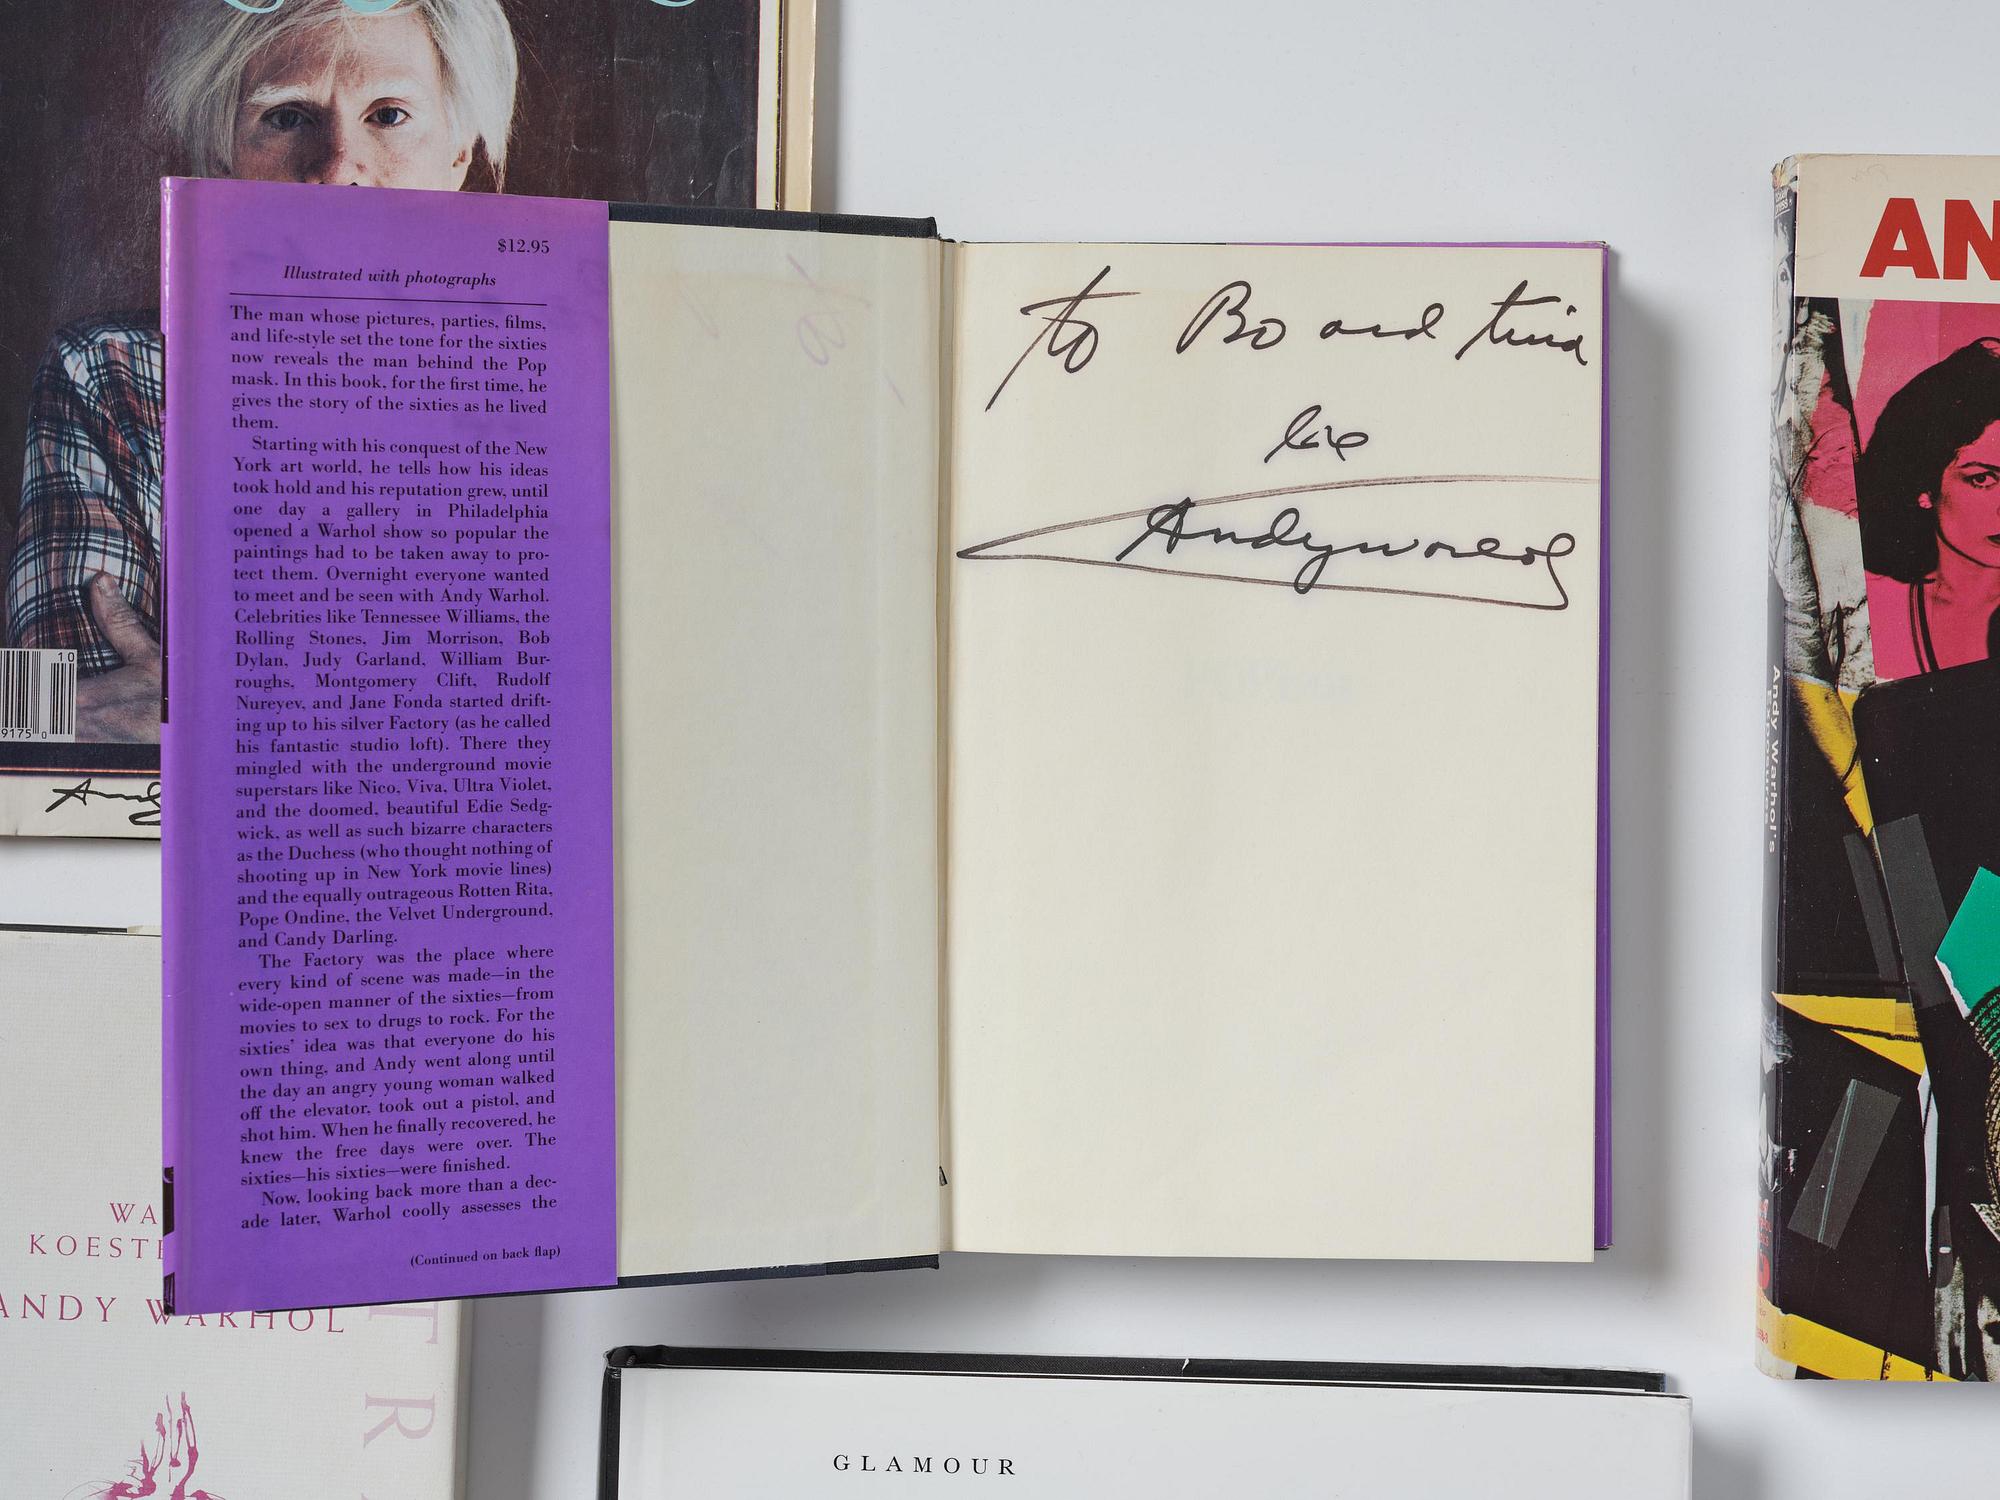 10
9175 0
Andy
$12.95
Illustrated with photographs
The man whose pictures, parties, films,
and life-style set the tone for the sixties
now reveals the man behind the Pop
mask. In this book, for the first time, he
gives the story of the sixties as he lived
them.
Starting with his conquest of the New
York art world, he tells how his ideas
took hold and his reputation grew, until
one day a gallery in Philadelphia
opened a Warhol show so popular the
paintings had to be taken away to pro-
tect them. Overnight everyone wanted
to meet and be seen with Andy Warhol.
Celebrities like Tennessee Williams, the
Rolling Stones, Jim Morrison, Bob
Dylan, Judy Garland, William Bur-
roughs, Montgomery Clift, Rudolf
Nureyev, and Jane Fonda started drift-
ing up to his silver Factory (as he called
his fantastic studio loft). There they
mingled with the underground movie
superstars like Nico, Viva, Ultra Violet,
and the doomed, beautiful Edie Sedg-
wick, as well as such bizarre characters
as the Duchess (who thought nothing of
shooting up in New York movie lines)
and the equally outrageous Rotten Rita,
Pope Ondine, the Velvet Underground,
and Candy Darling.
The Factory was the place where
every kind of scene was made—in the
wide-open manner of the sixties—from
movies to sex to drugs to rock. For the
sixties' idea was that everyone do his
own thing, and Andy went along until
the day an angry young woman walked
off the elevator, took out a pistol, and
shot him. When he finally recovered, he
knew the free days were over. The
sixties—his sixties—were finished.
Now, looking back more than a dec-
ade later, Warhol coolly assesses the
(Continued on back flap)
to Bo and tina
Andy warhol
AN
Andy Warhol's
Exposures
WA
KOESTE
ANDY WARHOL
T R
GLAMOUR